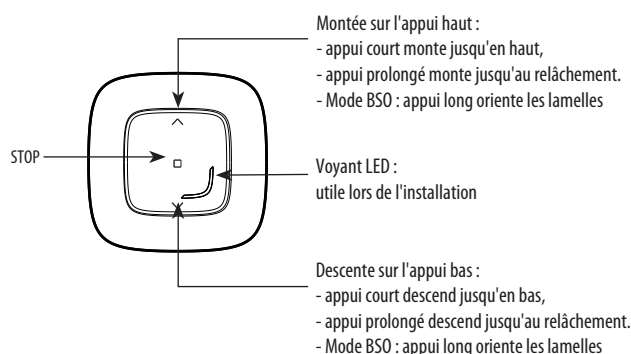 Montée sur l'appui haut :
- appui court monte jusqu'en haut,
- appui prolongé monte jusqu'au relâchement.
- Mode BSO : appui long oriente les lamelles
STOP
Voyant LED :
utile lors de l'installation
Descente sur l'appui bas :
- appui court descend jusqu'en bas,
- appui prolongé descend jusqu'au relâchement.
- Mode BSO : appui long oriente les lamelles